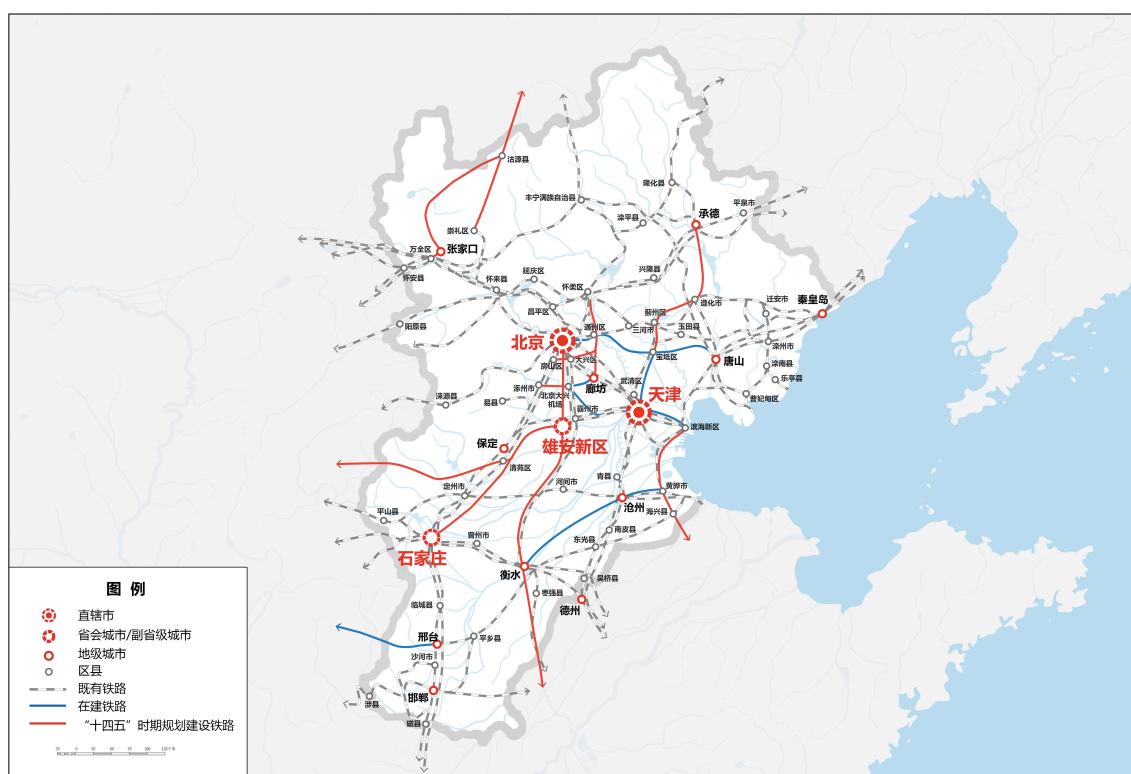 沽源县
隆化县
丰宁满族自治县
平泉市
承德
滦平县
崇礼区
万全区
张家口
怀安县
怀来县
延庆区
怀柔区
兴隆县
昌平区
遵化市
迁安市
秦皇岛
阳原县
通州区
三河市
蓟州区
玉田县
北京
滦州市
房山区
大兴区
宝坻区
唐山
滦南县
乐亭县
涞源县
易县
涿州市
北京大兴
机场
廊坊
武清区
天津
曹妃甸区
霸州市
滨海新区
保定
雄安新区
清苑区
定州市
河间市
青县
黄骅市
沧州
海兴县
平山县
石家庄
晋州市
南皮县
东光县
衡水
吴桥县
枣强县
德州
临城县
邢台
平乡县
沙河市
邯郸
涉县
磁县
图例
直辖市
省会城市/副省级城市
地级城市
区县
既有铁路
在建铁路
“十四五”时期规划建设铁路